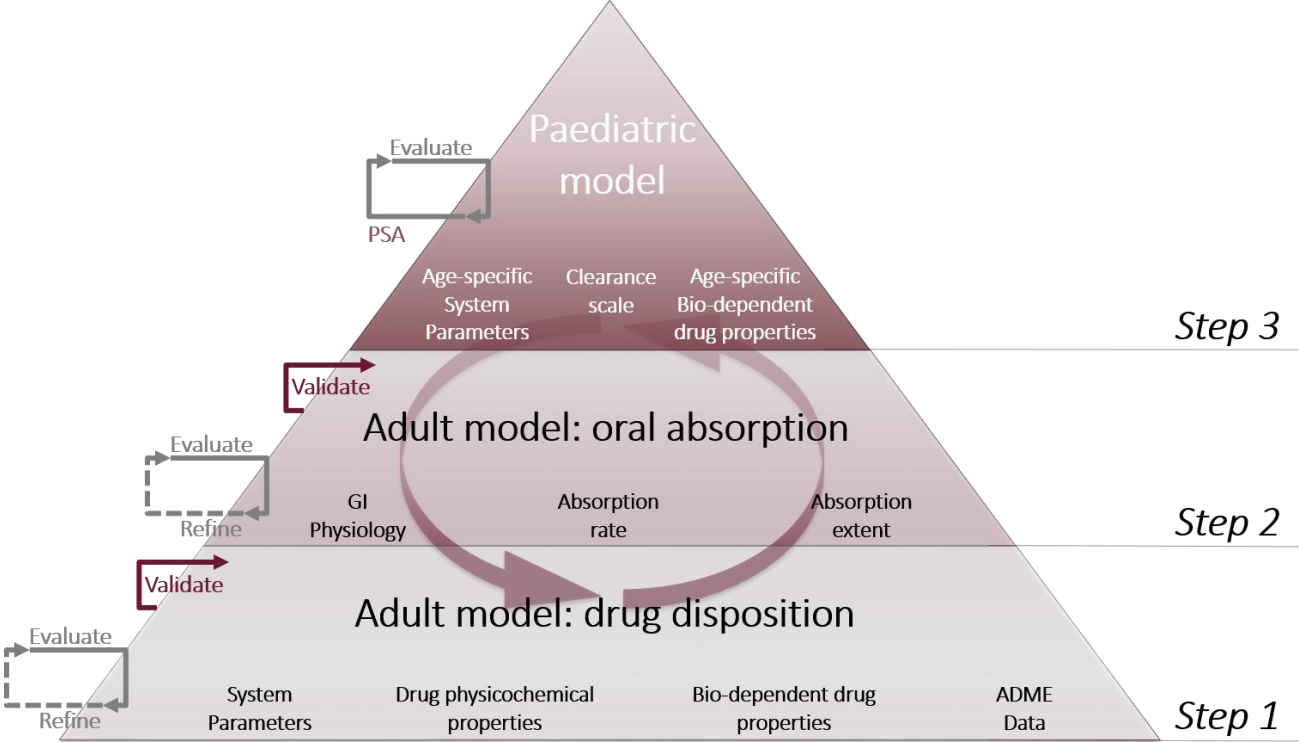 Paediatric
model
Evaluate
PSA
Age-specific
System
Parameters
Clearance
scale
Age-specific
Bio-dependent
drug properties
Step 3
Validate
Adult model: oral absorption
Evaluate
Refine
GI
Physiology
Absorption
rate
Absorption
extent
Step 2
Validate
Adult model: drug disposition
Evaluate
Refine
System
Parameters
Drug physicochemical
properties
Bio-dependent drug
properties
ADME
Data
Step 1